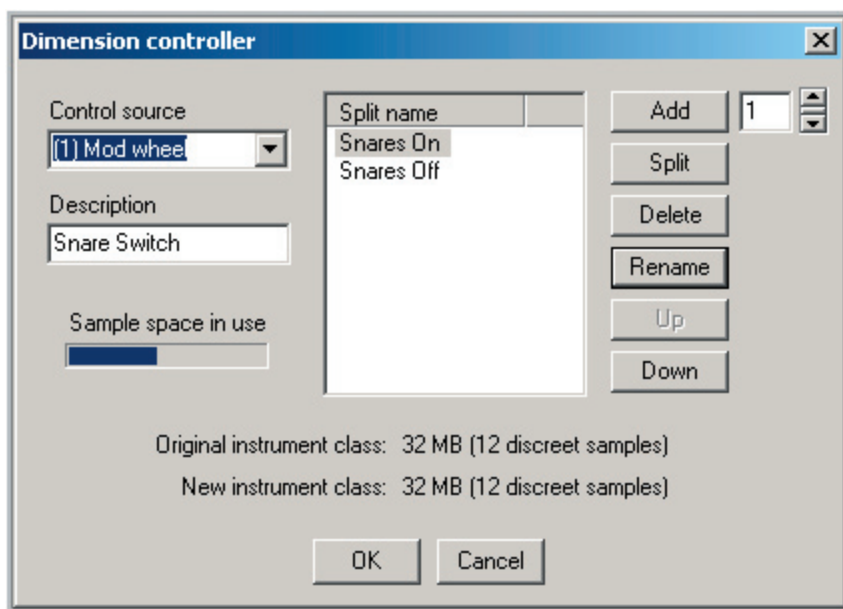 Dimension controller
Control source
(1) Mod wheel
Description
Snare Switch
Sample space in use
Split name
Snares On
Snares Off
Add
1
Split
Delete
Rename
Up
Down
Original instrument class: 32 MB (12 discreet samples)
New instrument class: 32 MB (12 discreet samples)
OK
Cancel